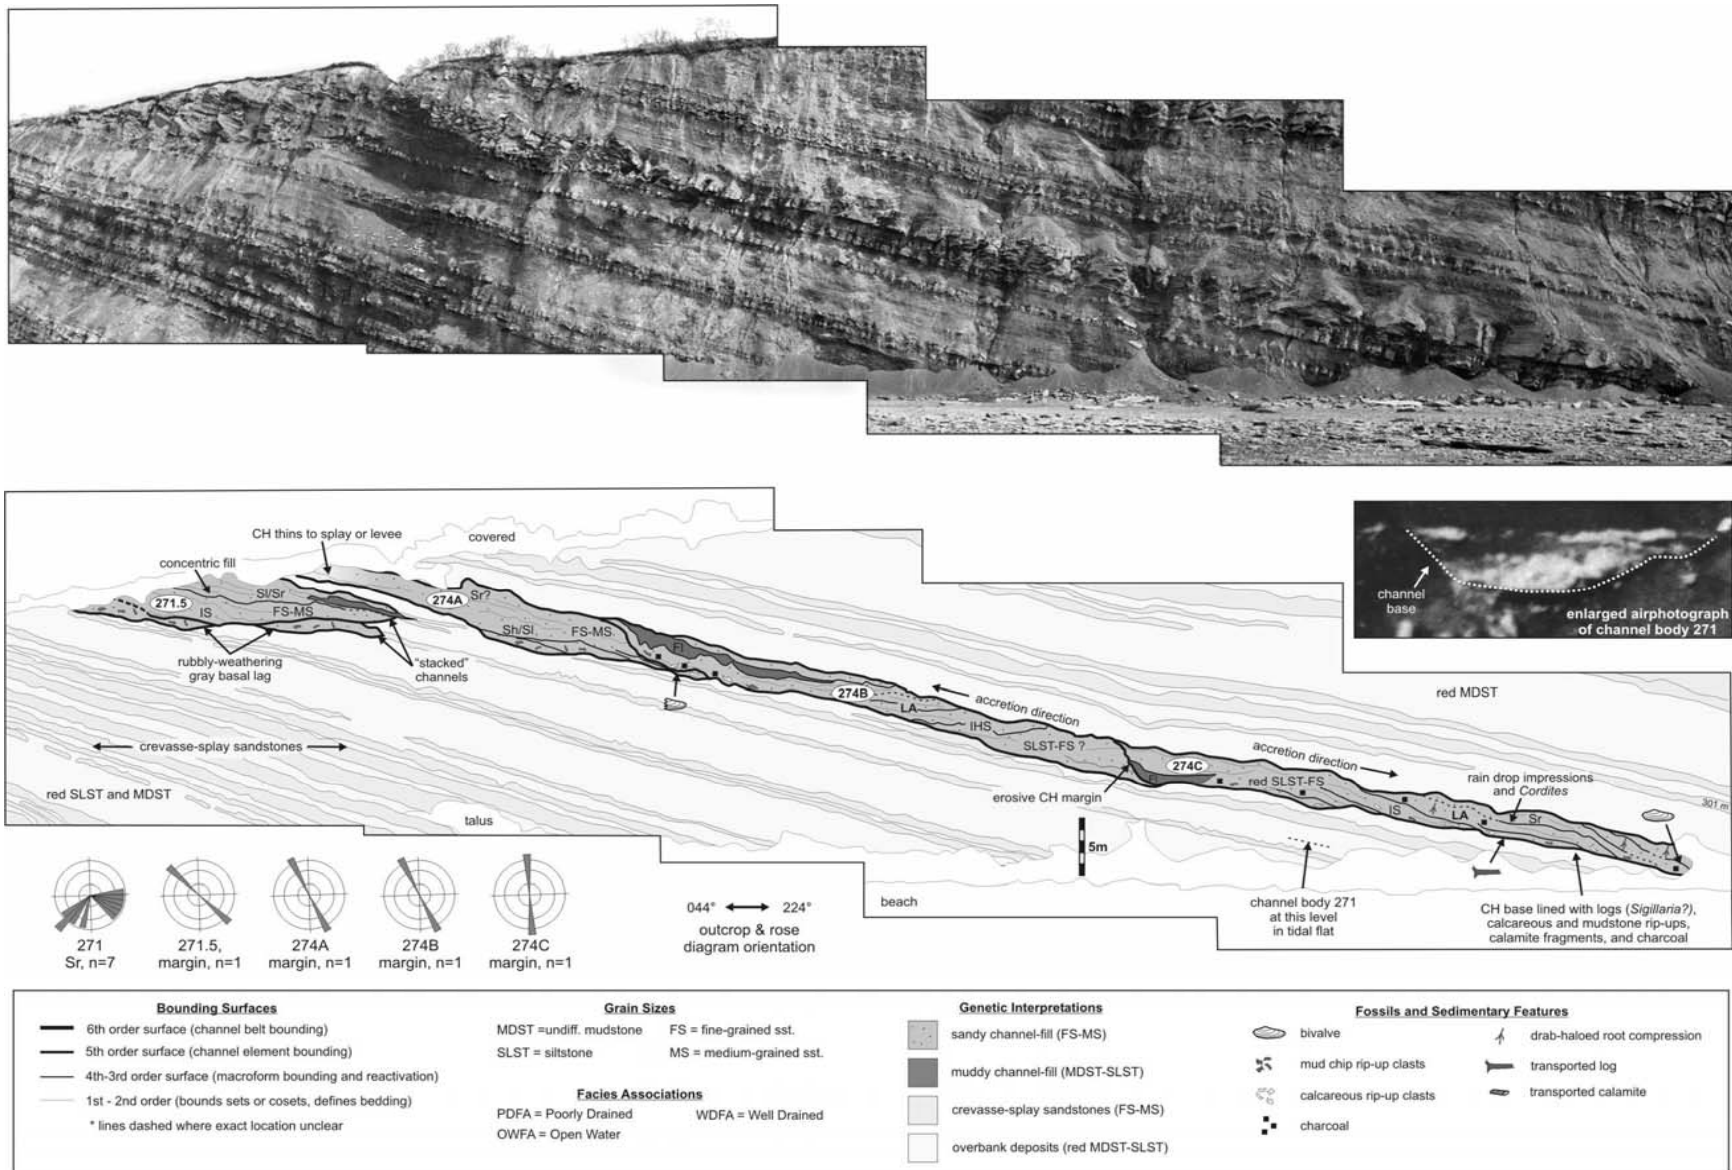 CH thins to splay or levee
covered
concentric fill
Sl/Sr
271.5
IS
FS-MS
274A
Sr?
Sh/Sl
FS-MS
Fl
rubbly-weathering
gray basal lag
"stacked"
channels
274B
LA
accretion direction
IHS
SLST-FS ?
crevasse-splay sandstones
red SLST and MDST
talus
erosive CH margin
274C
Fl
accretion direction
red SLST-FS
IS
LA
Sr
rain drop impressions
and Cordites
red MDST
301 m
channel
base
enlarged airphotograph
of channel body 271
5m
beach
channel body 271
at this level
in tidal flat
CH base lined with logs (Sigillaria?),
calcareous and mudstone rip-ups,
calamite fragments, and charcoal
271
Sr, n=7
271.5,
margin, n=1
274A
margin, n=1
274B
margin, n=1
274C
margin, n=1
044° 224°
outcrop & rose
diagram orientation
Bounding Surfaces
6th order surface (channel belt bounding)
5th order surface (channel element bounding)
4th-3rd order surface (macroform bounding and reactivation)
1st - 2nd order (bounds sets or cosets, defines bedding)
* lines dashed where exact location unclear
Grain Sizes
MDST =undiff. mudstone FS = fine-grained sst.
SLST = siltstone MS = medium-grained sst.
Facies Associations
PDFA = Poorly Drained WDFA = Well Drained
OWFA = Open Water
Genetic Interpretations
sandy channel-fill (FS-MS)
muddy channel-fill (MDST-SLST)
crevasse-splay sandstones (FS-MS)
overbank deposits (red MDST-SLST)
Fossils and Sedimentary Features
bivalve
drab-haloed root compression
mud chip rip-up clasts
transported log
calcareous rip-up clasts
transported calamite
charcoal